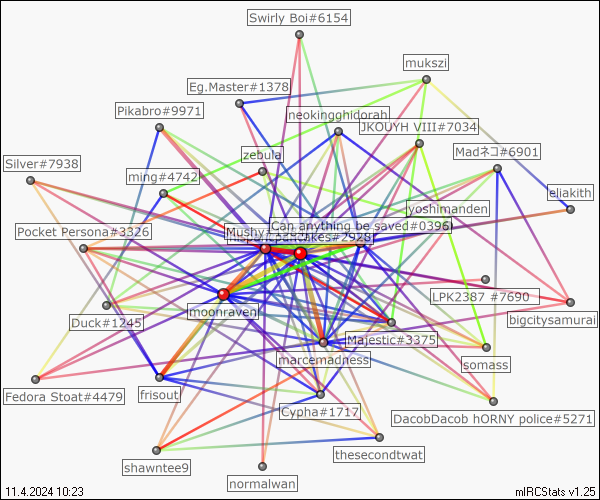 Swirly Boi#6154
mukszi
Eg.Master#1378
Pikabro#9971
neokingghidorah
JKOUYH VIII#7034
zebula
Madネコ#6901
Silver#7938
ming#4742
eliakith
yoshimanden
Can anything be saved#0396
Pocket Persona#3326
Mushy
moonraven
LPK2387 #7690
bigcitysamurai
Duck#1245
Majestic#3375
marcemadness
somass
Fedora Stoat#4479
frisout
Cypha#1717
DacobDacob hORNY police#5271
thesecondtwat
shawntee9
normalwan
11.4.2024 10:23
mIRCStats v1.25